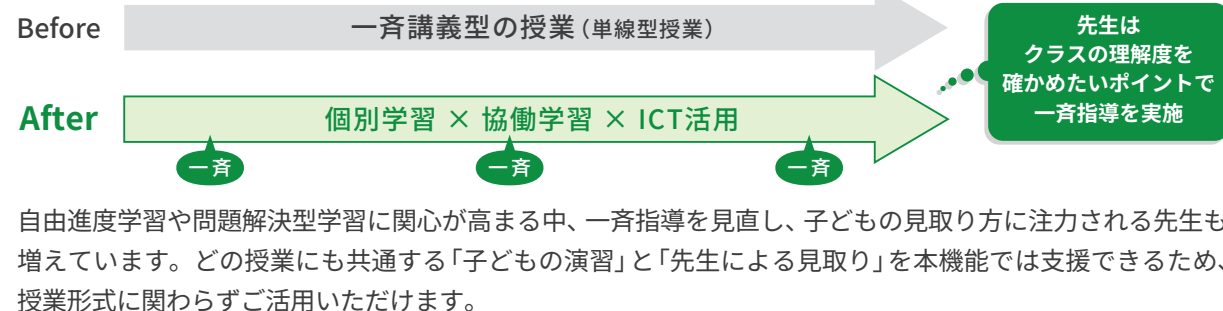 Before
一斉講義型の授業（単線型授業）
先生は
クラスの理解度を
確かめたいポイントで
一斉指導を実施
After
個別学習 × 協働学習 × ICT活用
一斉
一斉
一斉
自由進度学習や問題解決型学習に関心が高まる中、一斉指導を見直し、子どもの見取り方に注力される先生も
増えています。どの授業にも共通する「子どもの演習」と「先生による見取り」を本機能では支援できるため、
授業形式に関わらずご活用いただけます。